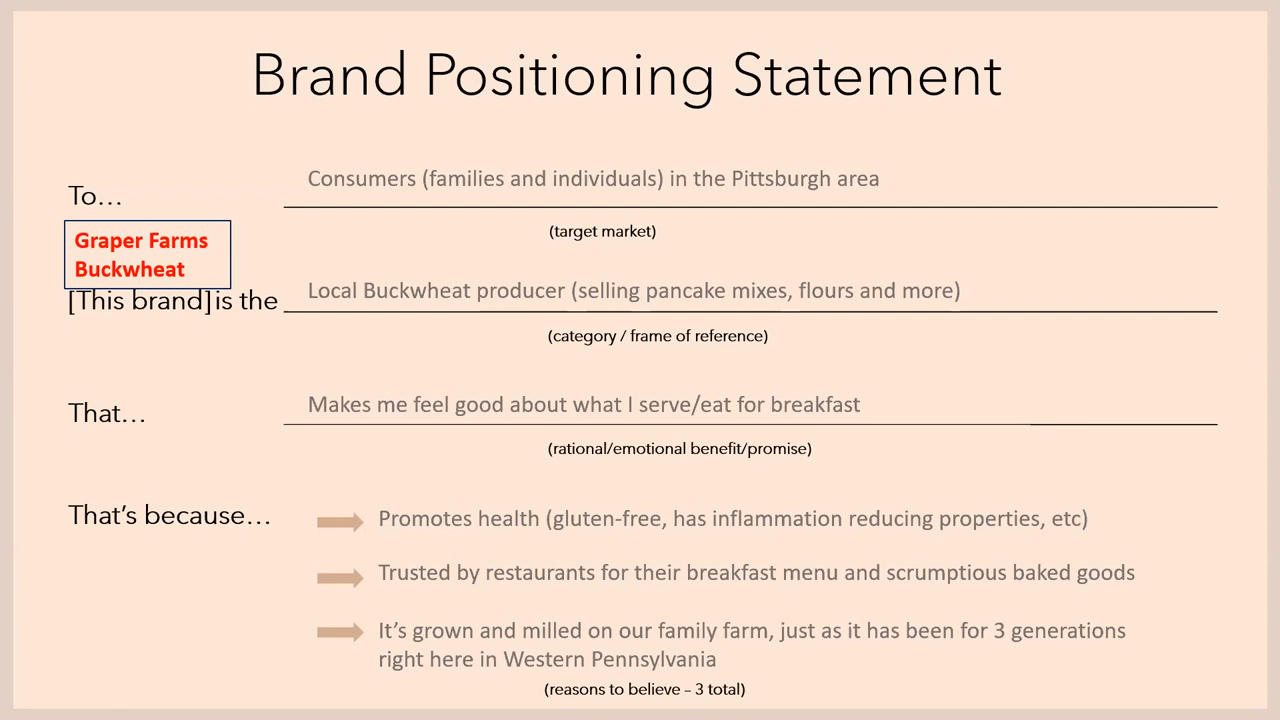 Brand Positioning Statement
To...
Consumers (families and individuals) in the Pittsburgh area
(target market)
Graper Farms
Buckwheat
[This brand] is the
Local Buckwheat producer (selling pancake mixes, flours and more)
(category / frame of reference)
That...
Makes me feel good about what I serve/eat for breakfast
(rational/emotional benefit/promise)
That's because...
Promotes health (gluten-free, has inflammation reducing properties, etc)
Trusted by restaurants for their breakfast menu and scrumptious baked goods
It's grown and milled on our family farm, just as it has been for 3 generations
right here in Western Pennsylvania
(reasons to believe – 3 total)